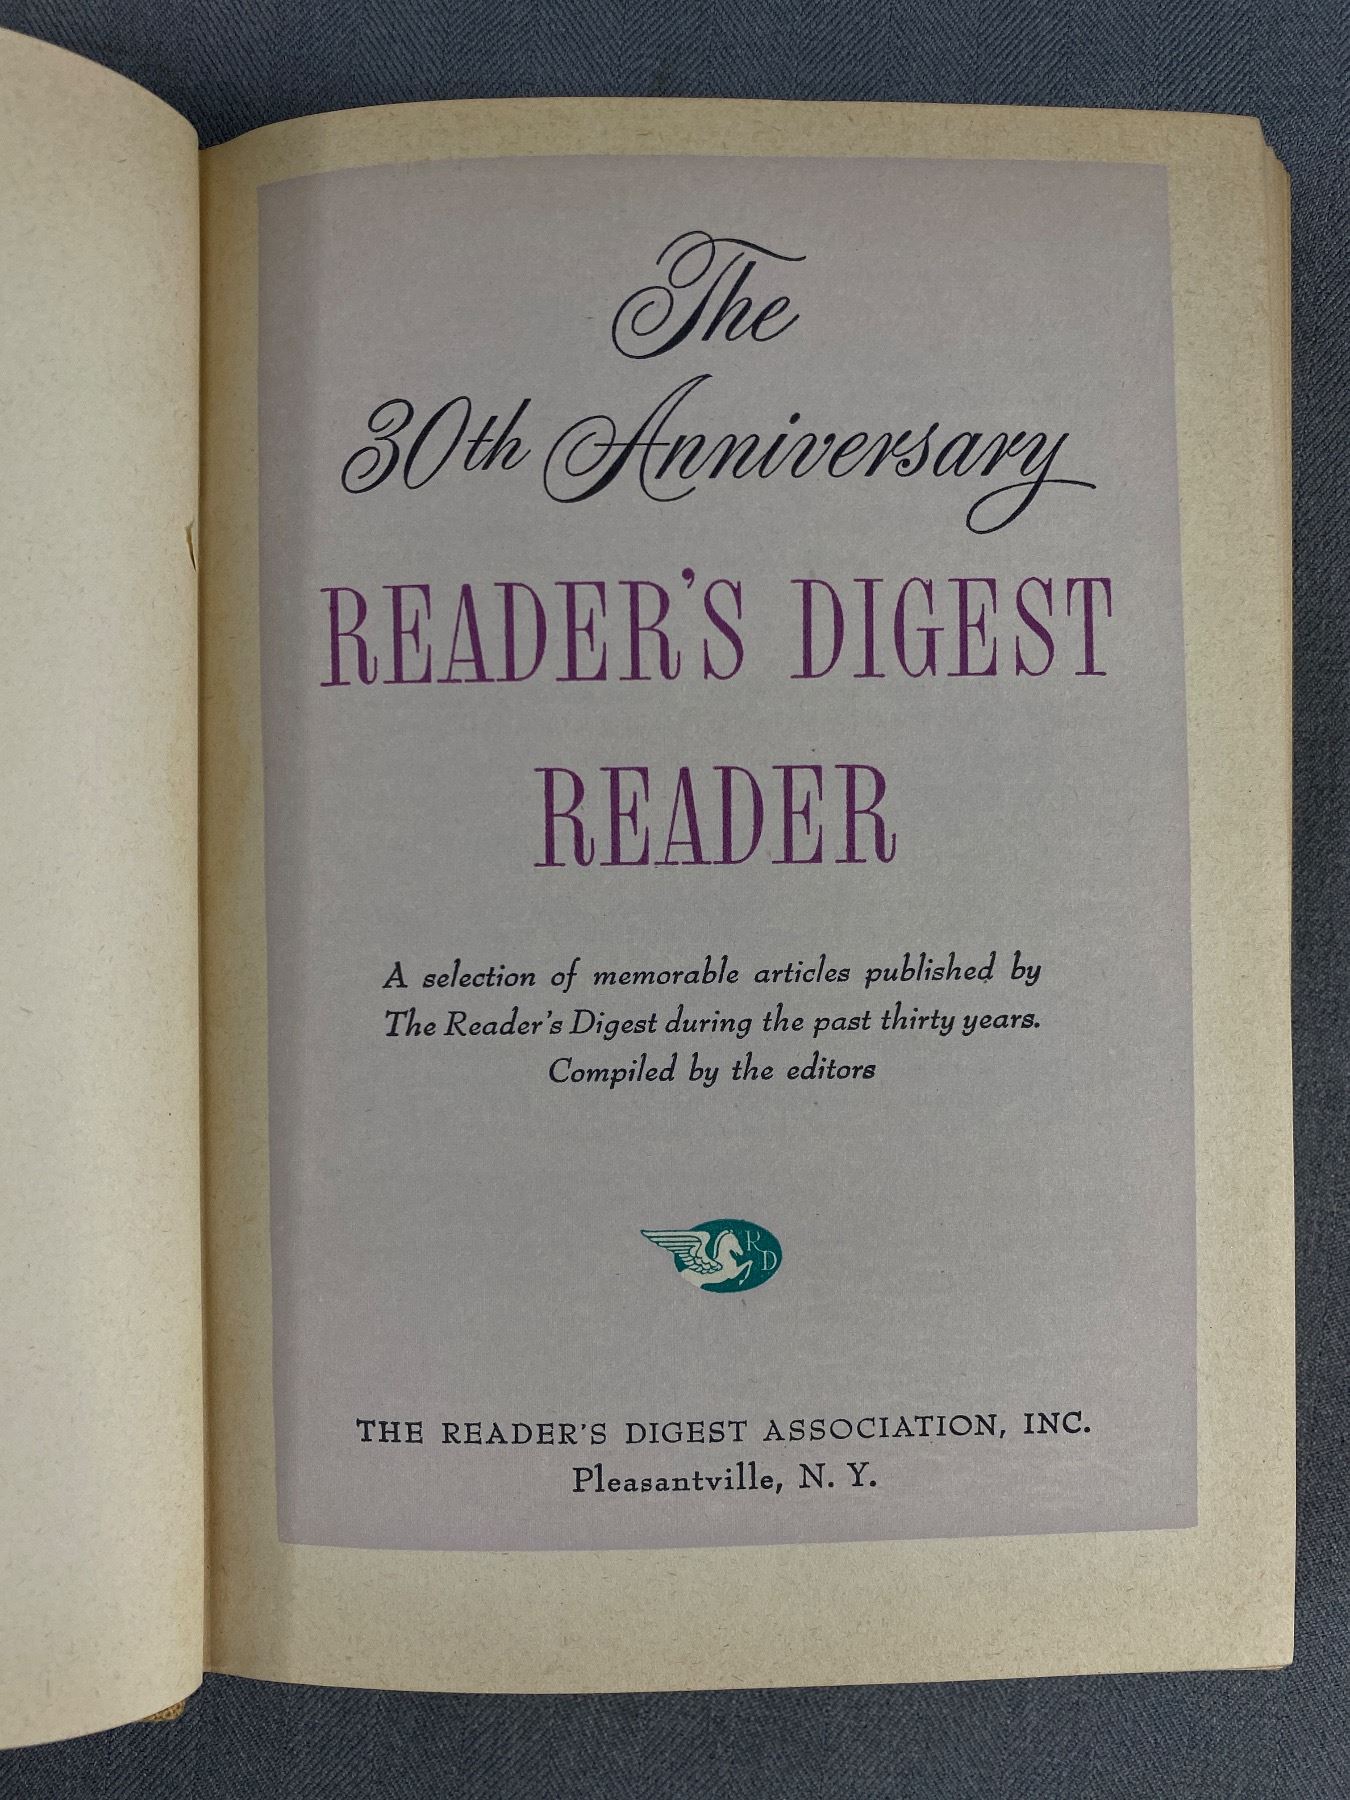 The
30th Anniversary
READER'S DIGEST
READER
A selection of memorable articles published by
The Reader's Digest during the past thirty years.
Compiled by the editors
RD
THE READER'S DIGEST ASSOCIATION, INC.
Pleasantville, N. Y.